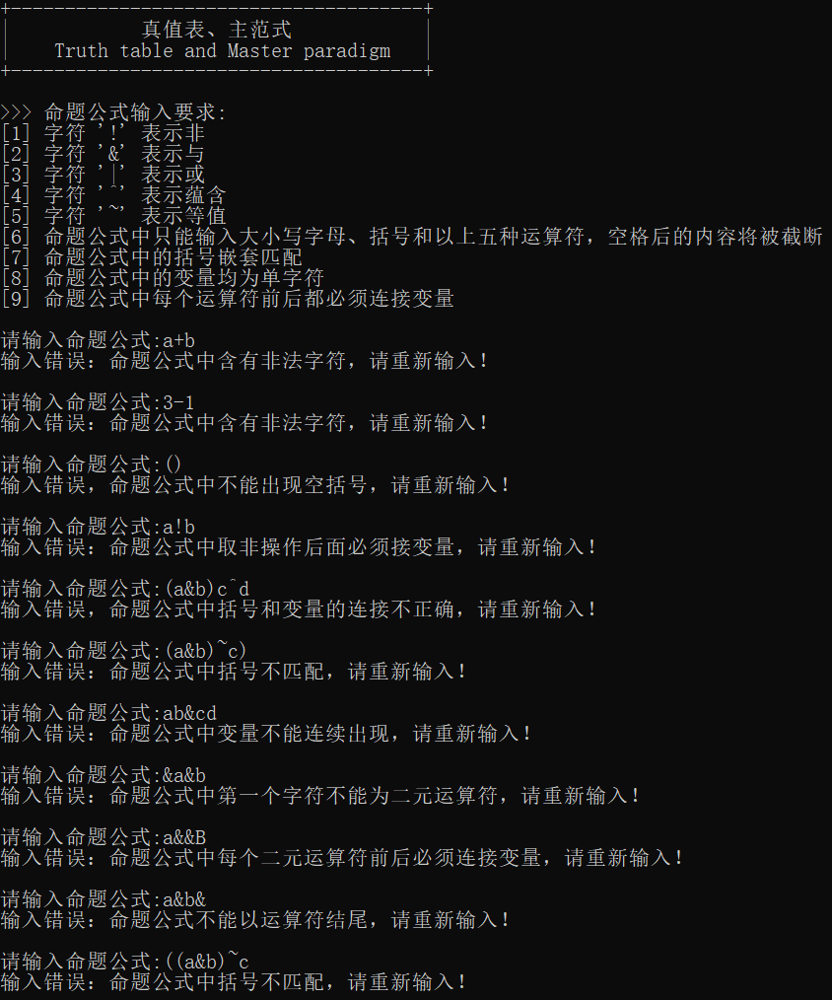 +--------------------------------------+
| 真值表、主范式 |
| Truth table and Master paradigm |
+--------------------------------------+
>>> 命题公式输入要求:
[1] 字符 '!' 表示非
[2] 字符 '&' 表示与
[3] 字符 '|' 表示或
[4] 字符 '^' 表示蕴含
[5] 字符 '~' 表示等值
[6] 命题公式中只能输入大小写字母、括号和以上五种运算符，空格后的内容将被截断
[7] 命题公式中的括号嵌套匹配
[8] 命题公式中的变量均为单字符
[9] 命题公式中每个运算符前后都必须连接变量
请输入命题公式:a+b
输入错误：命题公式中含有非法字符，请重新输入！
请输入命题公式:3-1
输入错误：命题公式中含有非法字符，请重新输入！
请输入命题公式:()
输入错误，命题公式中不能出现空括号，请重新输入！
请输入命题公式:a!b
输入错误：命题公式中取非操作后面必须接变量，请重新输入！
请输入命题公式:(a&b)c^d
输入错误，命题公式中括号和变量的连接不正确，请重新输入！
请输入命题公式:(a&b)~c)
输入错误：命题公式中括号不匹配，请重新输入！
请输入命题公式:ab&cd
输入错误：命题公式中变量不能连续出现，请重新输入！
请输入命题公式:&a&b
输入错误：命题公式中第一个字符不能为二元运算符，请重新输入！
请输入命题公式:a&&B
输入错误：命题公式中每个二元运算符前后必须连接变量，请重新输入！
请输入命题公式:a&b&
输入错误：命题公式不能以运算符结尾，请重新输入！
请输入命题公式:((a&b)~c
输入错误：命题公式中括号不匹配，请重新输入！